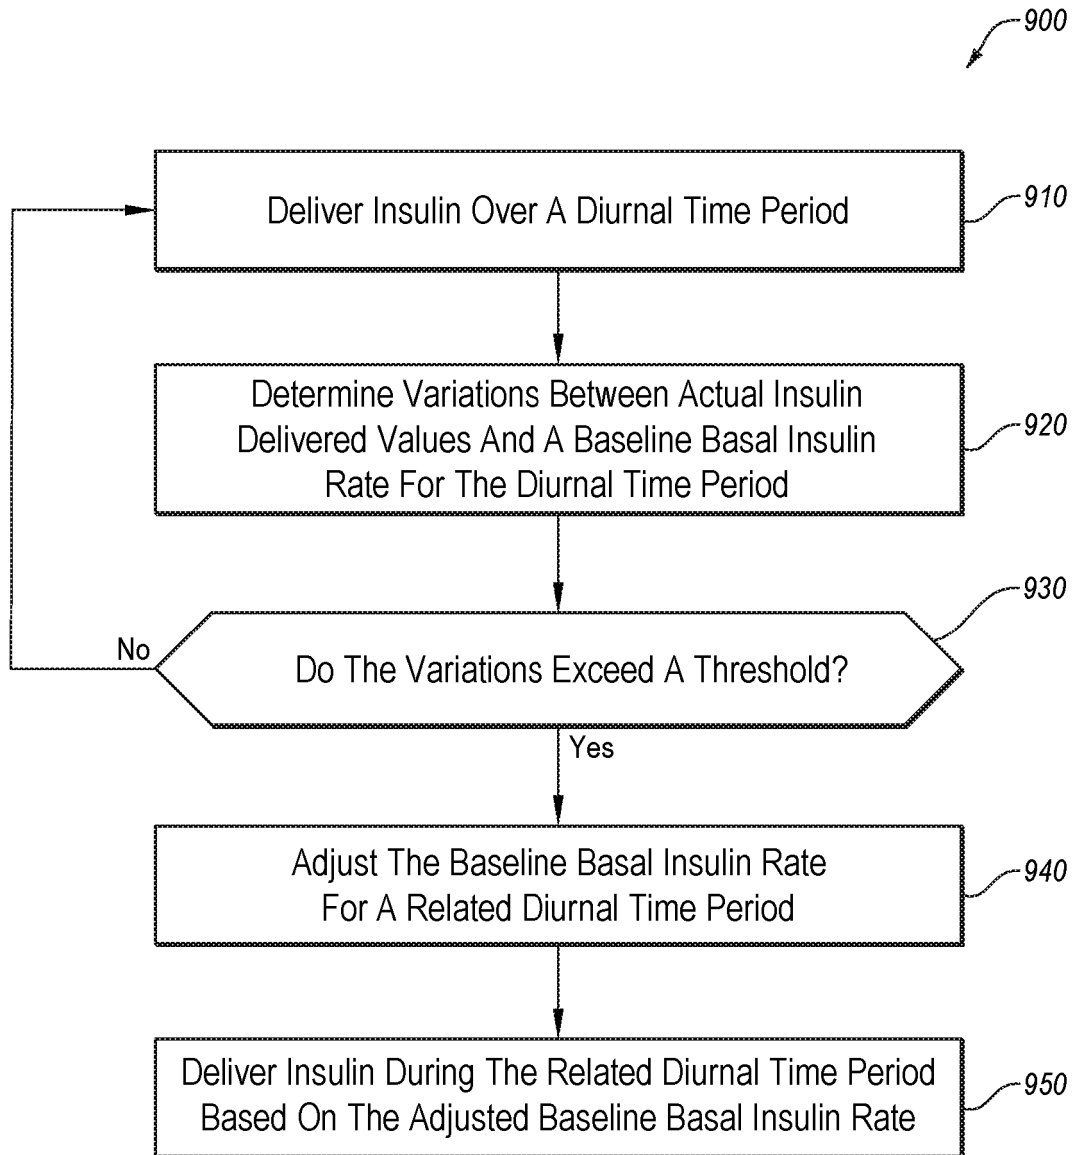 900
Deliver Insulin Over A Diurnal Time Period
910
Determine Variations Between Actual Insulin
Delivered Values And A Baseline Basal Insulin
Rate For The Diurnal Time Period
920
930
No
Do The Variations Exceed A Threshold?
Yes
Adjust The Baseline Basal Insulin Rate
For A Related Diurnal Time Period
940
Deliver Insulin During The Related Diurnal Time Period
Based On The Adjusted Baseline Basal Insulin Rate
950